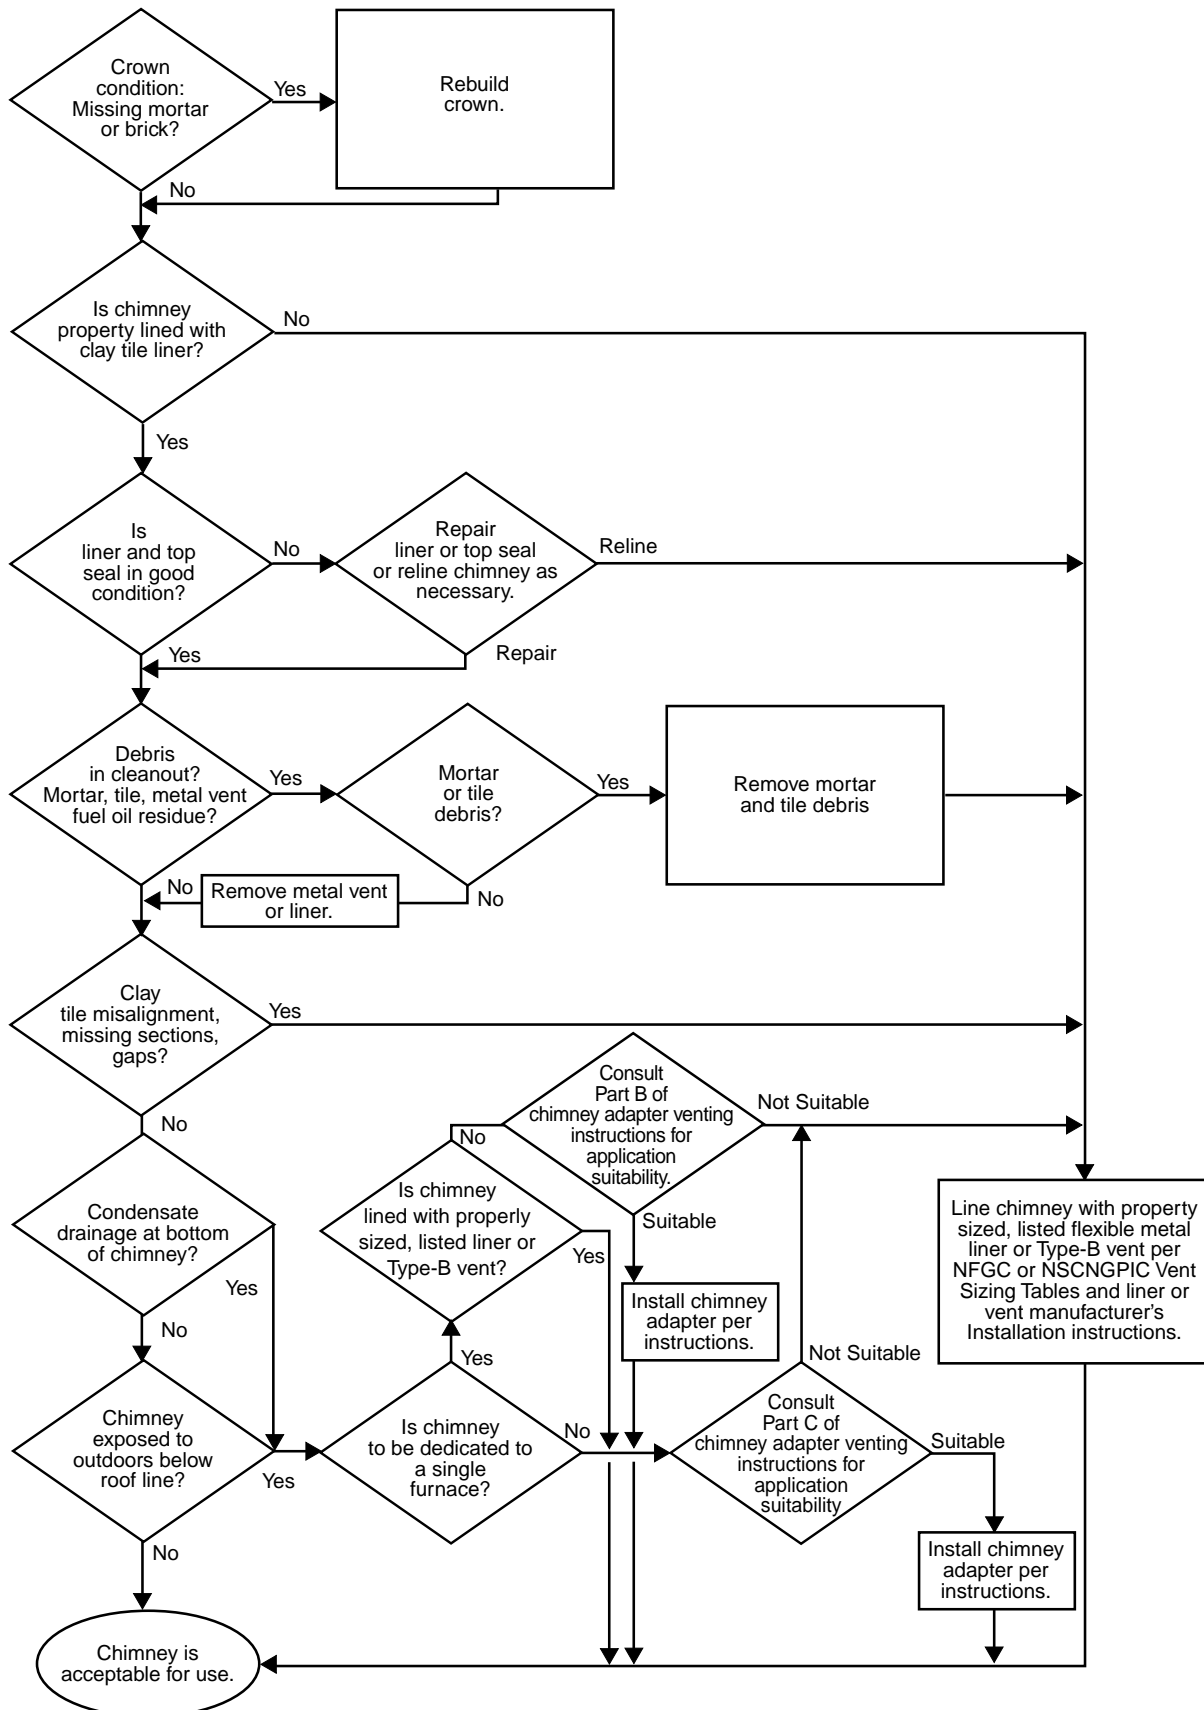 Crown
condition:
Missing mortar
or brick?
Yes
Rebuild
crown.
No
Is chimney
property lined with
clay tile liner?
No
Yes
Is
liner and top
seal in good
condition?
No
Repair
liner or top seal
or reline chimney as
necessary.
Reline
Yes
Repair
Debris
in cleanout?
Mortar, tile, metal vent
fuel oil residue?
Yes
Mortar
or tile
debris?
Yes
Remove mortar
and tile debris
No
Remove metal vent
or liner.
No
Clay
tile misalignment,
missing sections,
gaps?
Yes
No
Consult
Part B of
chimney adapter venting
instructions for
application
suitability.
Not Suitable
No
Suitable
Condensate
drainage at bottom
of chimney?
Yes
No
Is chimney
lined with properly
sized, listed liner or
Type-B vent?
Yes
Install chimney
adapter per
instructions.
Line chimney with property
sized, listed flexible metal
liner or Type-B vent per
NFGC or NSCNGPIC Vent
Sizing Tables and liner or
vent manufacturer’s
Installation instructions.
Yes
Not Suitable
Chimney
exposed to
outdoors below
roof line?
Yes
Is chimney
to be dedicated to
a single
furnace?
No
Consult
Part C of
chimney adapter venting
instructions for
application
suitability
Suitable
Install chimney
adapter per
instructions.
No
Chimney is
acceptable for use.